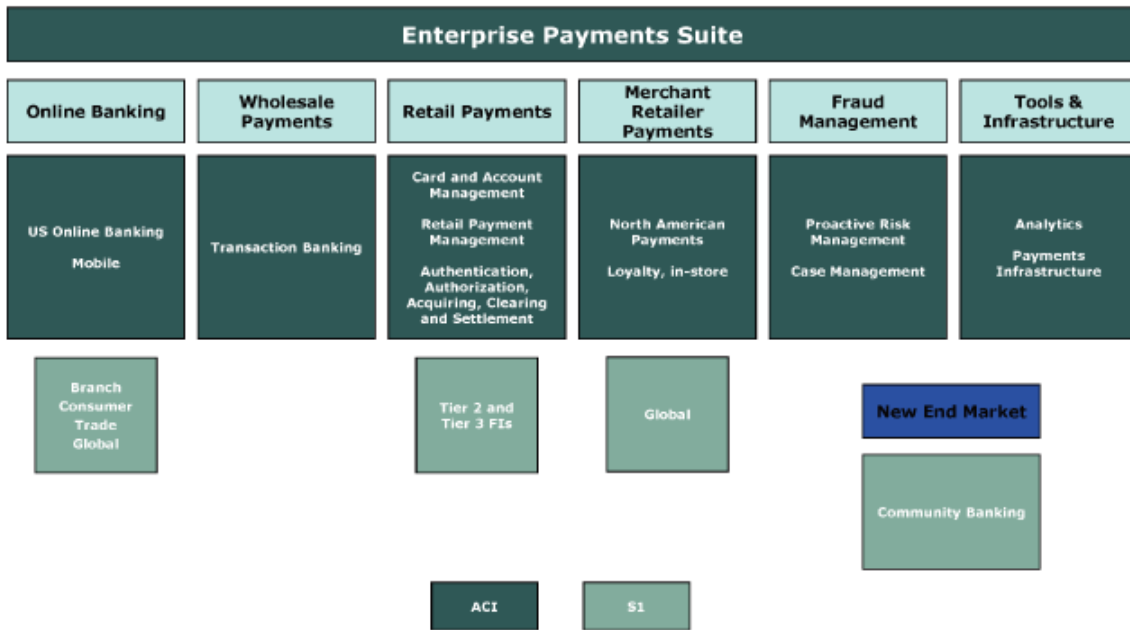 Enterprise Payments Suite
Online Banking
Wholesale
Payments
Retail Payments
Merchant
Retailer
Payments
Fraud
Management
Tools &
Infrastructure
US Online Banking
Mobile
Transaction Banking
Card and Account
Management
Retail Payment
Management
Authentication,
Authorization,
Acquiring, Clearing
and Settlement
North American
Payments
Loyalty, in-store
Proactive Risk
Management
Case Management
Analytics
Payments
Infrastructure
Branch
Consumer
Trade
Global
Tier 2 and
Tier 3 FIs
Global
New End Market
Community Banking
ACI
S1